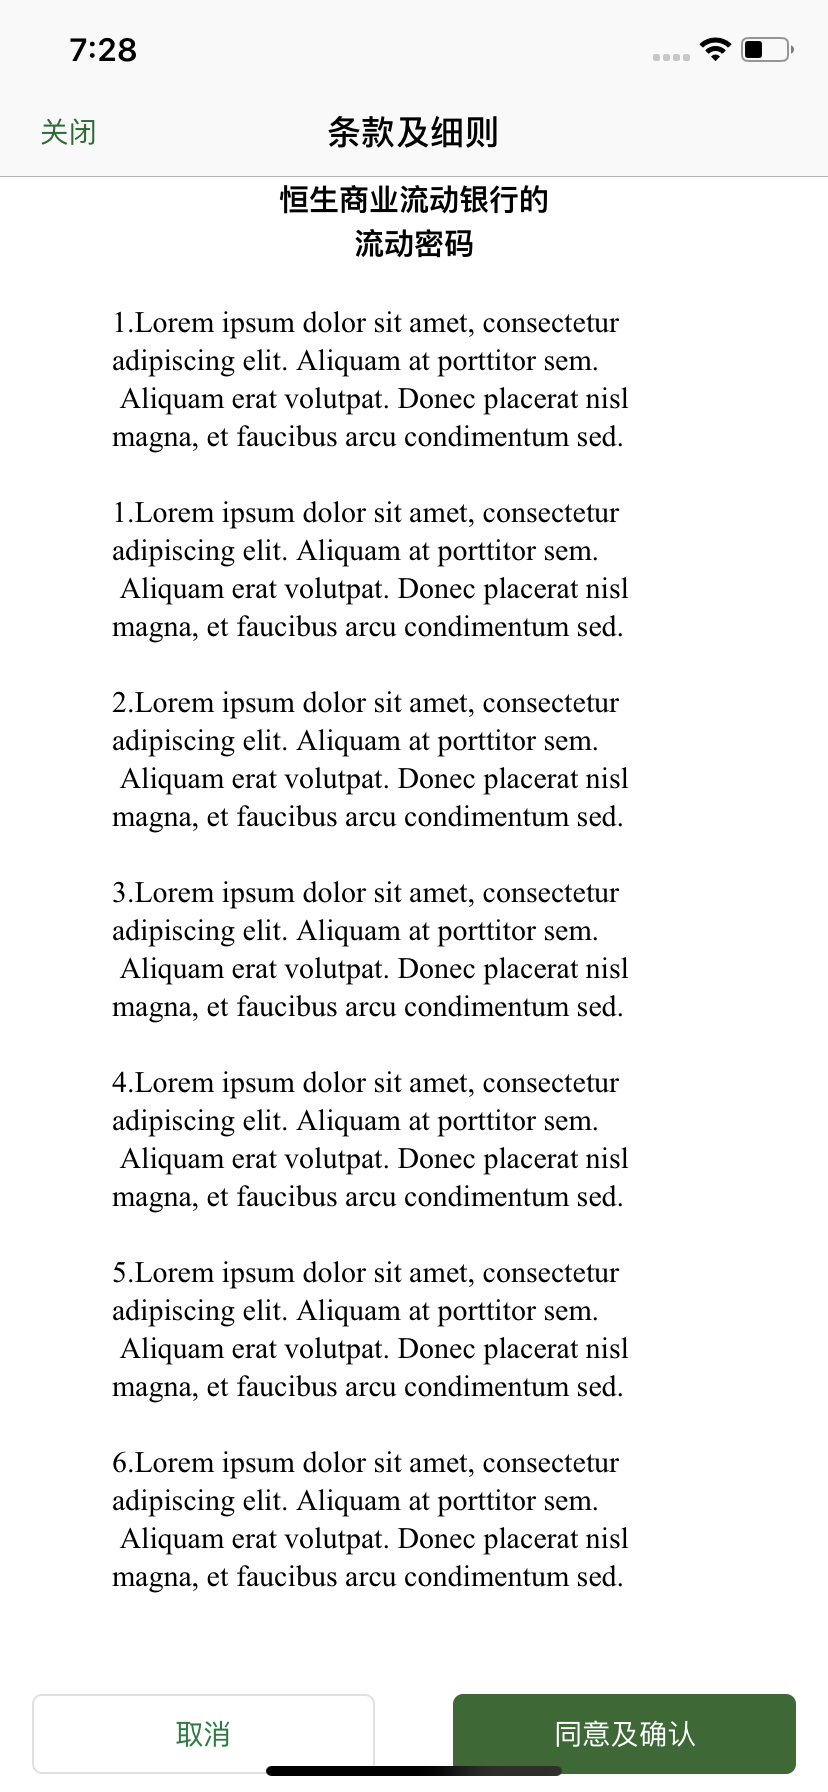 7:28
关闭
条款及细则
恒生商业流动银行的
流动密码
1.Lorem ipsum dolor sit amet, consectetur
adipiscing elit. Aliquam at porttitor sem.
Aliquam erat volutpat. Donec placerat nisl
magna, et faucibus arcu condimentum sed.
1.Lorem ipsum dolor sit amet, consectetur
adipiscing elit. Aliquam at porttitor sem.
Aliquam erat volutpat. Donec placerat nisl
magna, et faucibus arcu condimentum sed.
2.Lorem ipsum dolor sit amet, consectetur
adipiscing elit. Aliquam at porttitor sem.
Aliquam erat volutpat. Donec placerat nisl
magna, et faucibus arcu condimentum sed.
3.Lorem ipsum dolor sit amet, consectetur
adipiscing elit. Aliquam at porttitor sem.
Aliquam erat volutpat. Donec placerat nisl
magna, et faucibus arcu condimentum sed.
4.Lorem ipsum dolor sit amet, consectetur
adipiscing elit. Aliquam at porttitor sem.
Aliquam erat volutpat. Donec placerat nisl
magna, et faucibus arcu condimentum sed.
5.Lorem ipsum dolor sit amet, consectetur
adipiscing elit. Aliquam at porttitor sem.
Aliquam erat volutpat. Donec placerat nisl
magna, et faucibus arcu condimentum sed.
6.Lorem ipsum dolor sit amet, consectetur
adipiscing elit. Aliquam at porttitor sem.
Aliquam erat volutpat. Donec placerat nisl
magna, et faucibus arcu condimentum sed.
取消
同意及确认